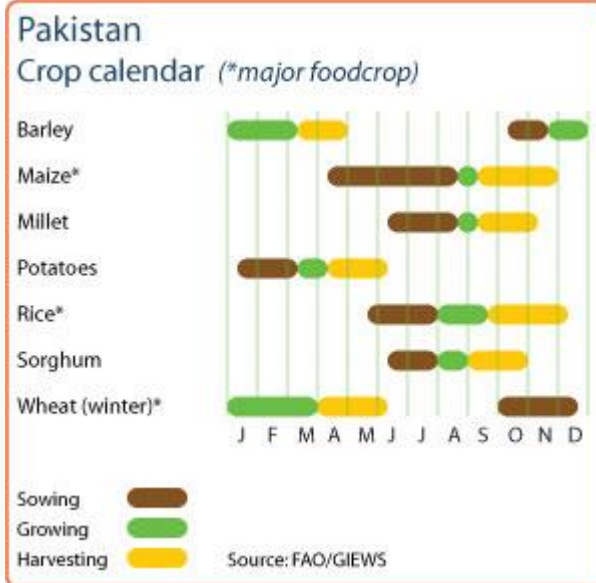 Pakistan
Crop calendar (*major foodcrop)
Barley
Maize*
Millet
Potatoes
Rice*
Sorghum
Wheat (winter)*
J F M A M J J A S O N D
Sowing
Growing
Harvesting
Source: FAO/GIEWS